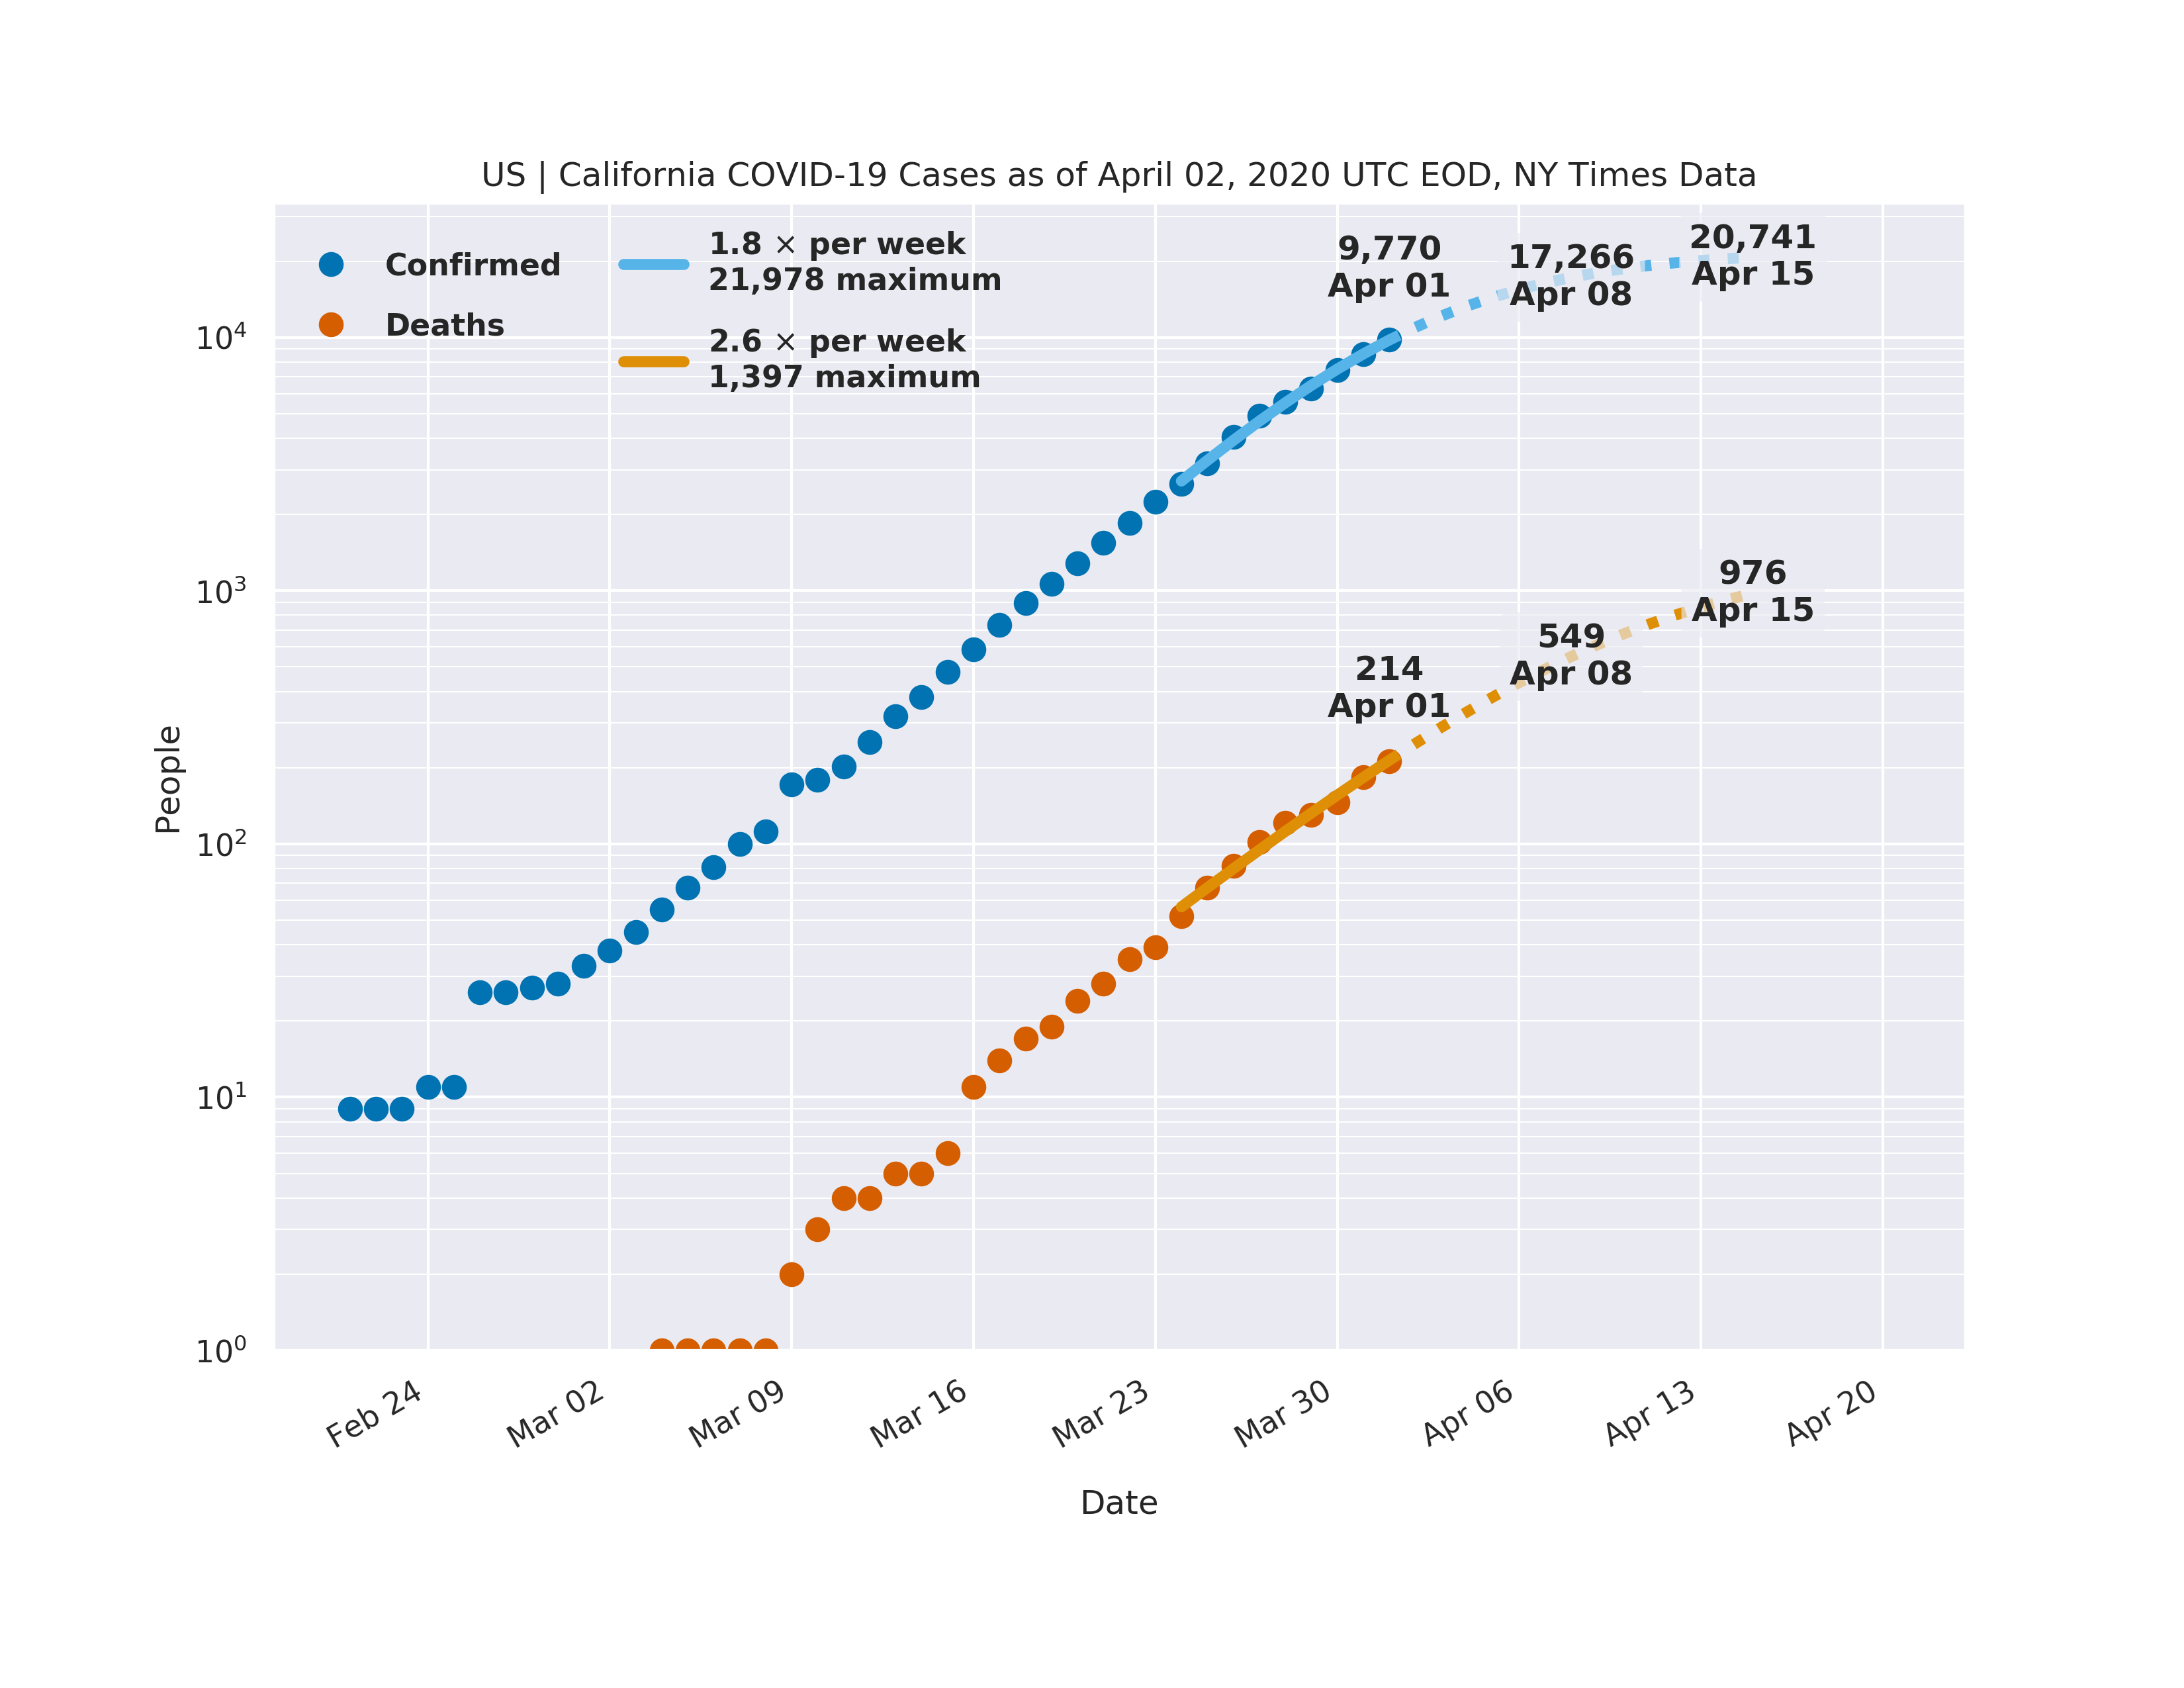 US | California COVID-19 Cases as of April 02, 2020 UTC EOD, NY Times Data
Confirmed
Deaths
1.8 × per week
21,978 maximum
2.6 × per week
1,397 maximum
9,770
Apr 01
17,266
Apr 08
20,741
Apr 15
214
Apr 01
549
Apr 08
976
Apr 15
People
10⁴
10³
10²
10¹
10⁰
Feb 24
Mar 02
Mar 09
Mar 16
Mar 23
Mar 30
Apr 06
Apr 13
Apr 20
Date